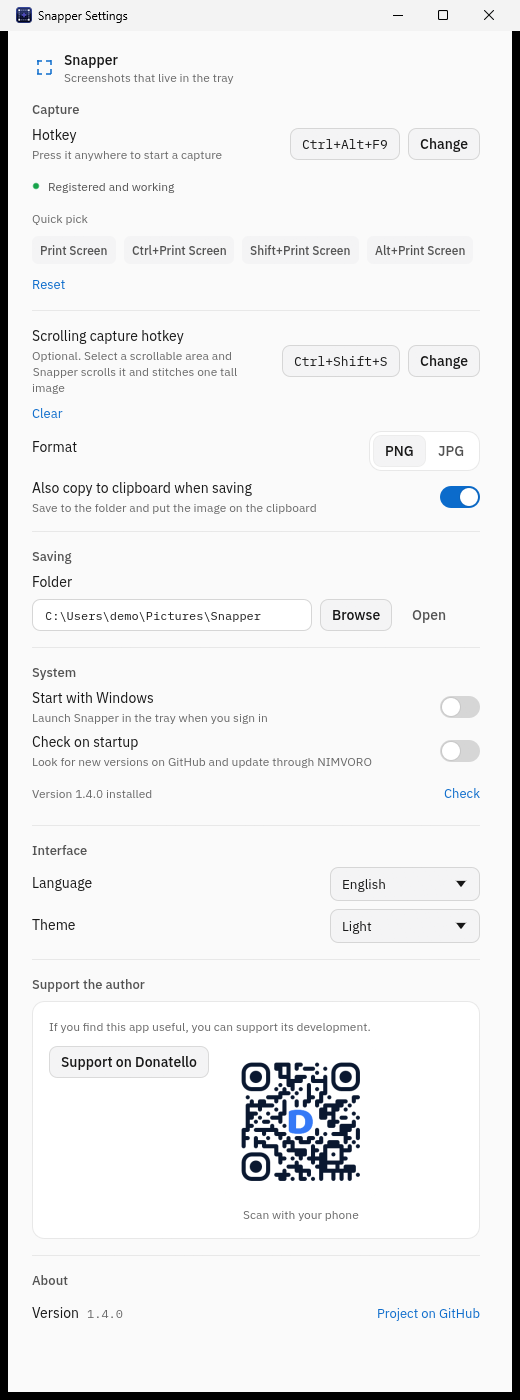 Snapper Settings
Snapper
Screenshots that live in the tray
Capture
Hotkey
Press it anywhere to start a capture
Ctrl+Alt+F9
Change
Registered and working
Quick pick
Print Screen
Ctrl+Print Screen
Shift+Print Screen
Alt+Print Screen
Reset
Scrolling capture hotkey
Optional. Select a scrollable area and
Snapper scrolls it and stitches one tall
image
Ctrl+Shift+S
Change
Clear
Format
PNG
JPG
Also copy to clipboard when saving
Save to the folder and put the image on the clipboard
Saving
Folder
C:\Users\demo\Pictures\Snapper
Browse
Open
System
Start with Windows
Launch Snapper in the tray when you sign in
Check on startup
Look for new versions on GitHub and update through NIMVORO
Version 1.4.0 installed
Check
Interface
Language
English
Theme
Light
Support the author
If you find this app useful, you can support its development.
Support on Donatello
D
Scan with your phone
About
Version 1.4.0
Project on GitHub